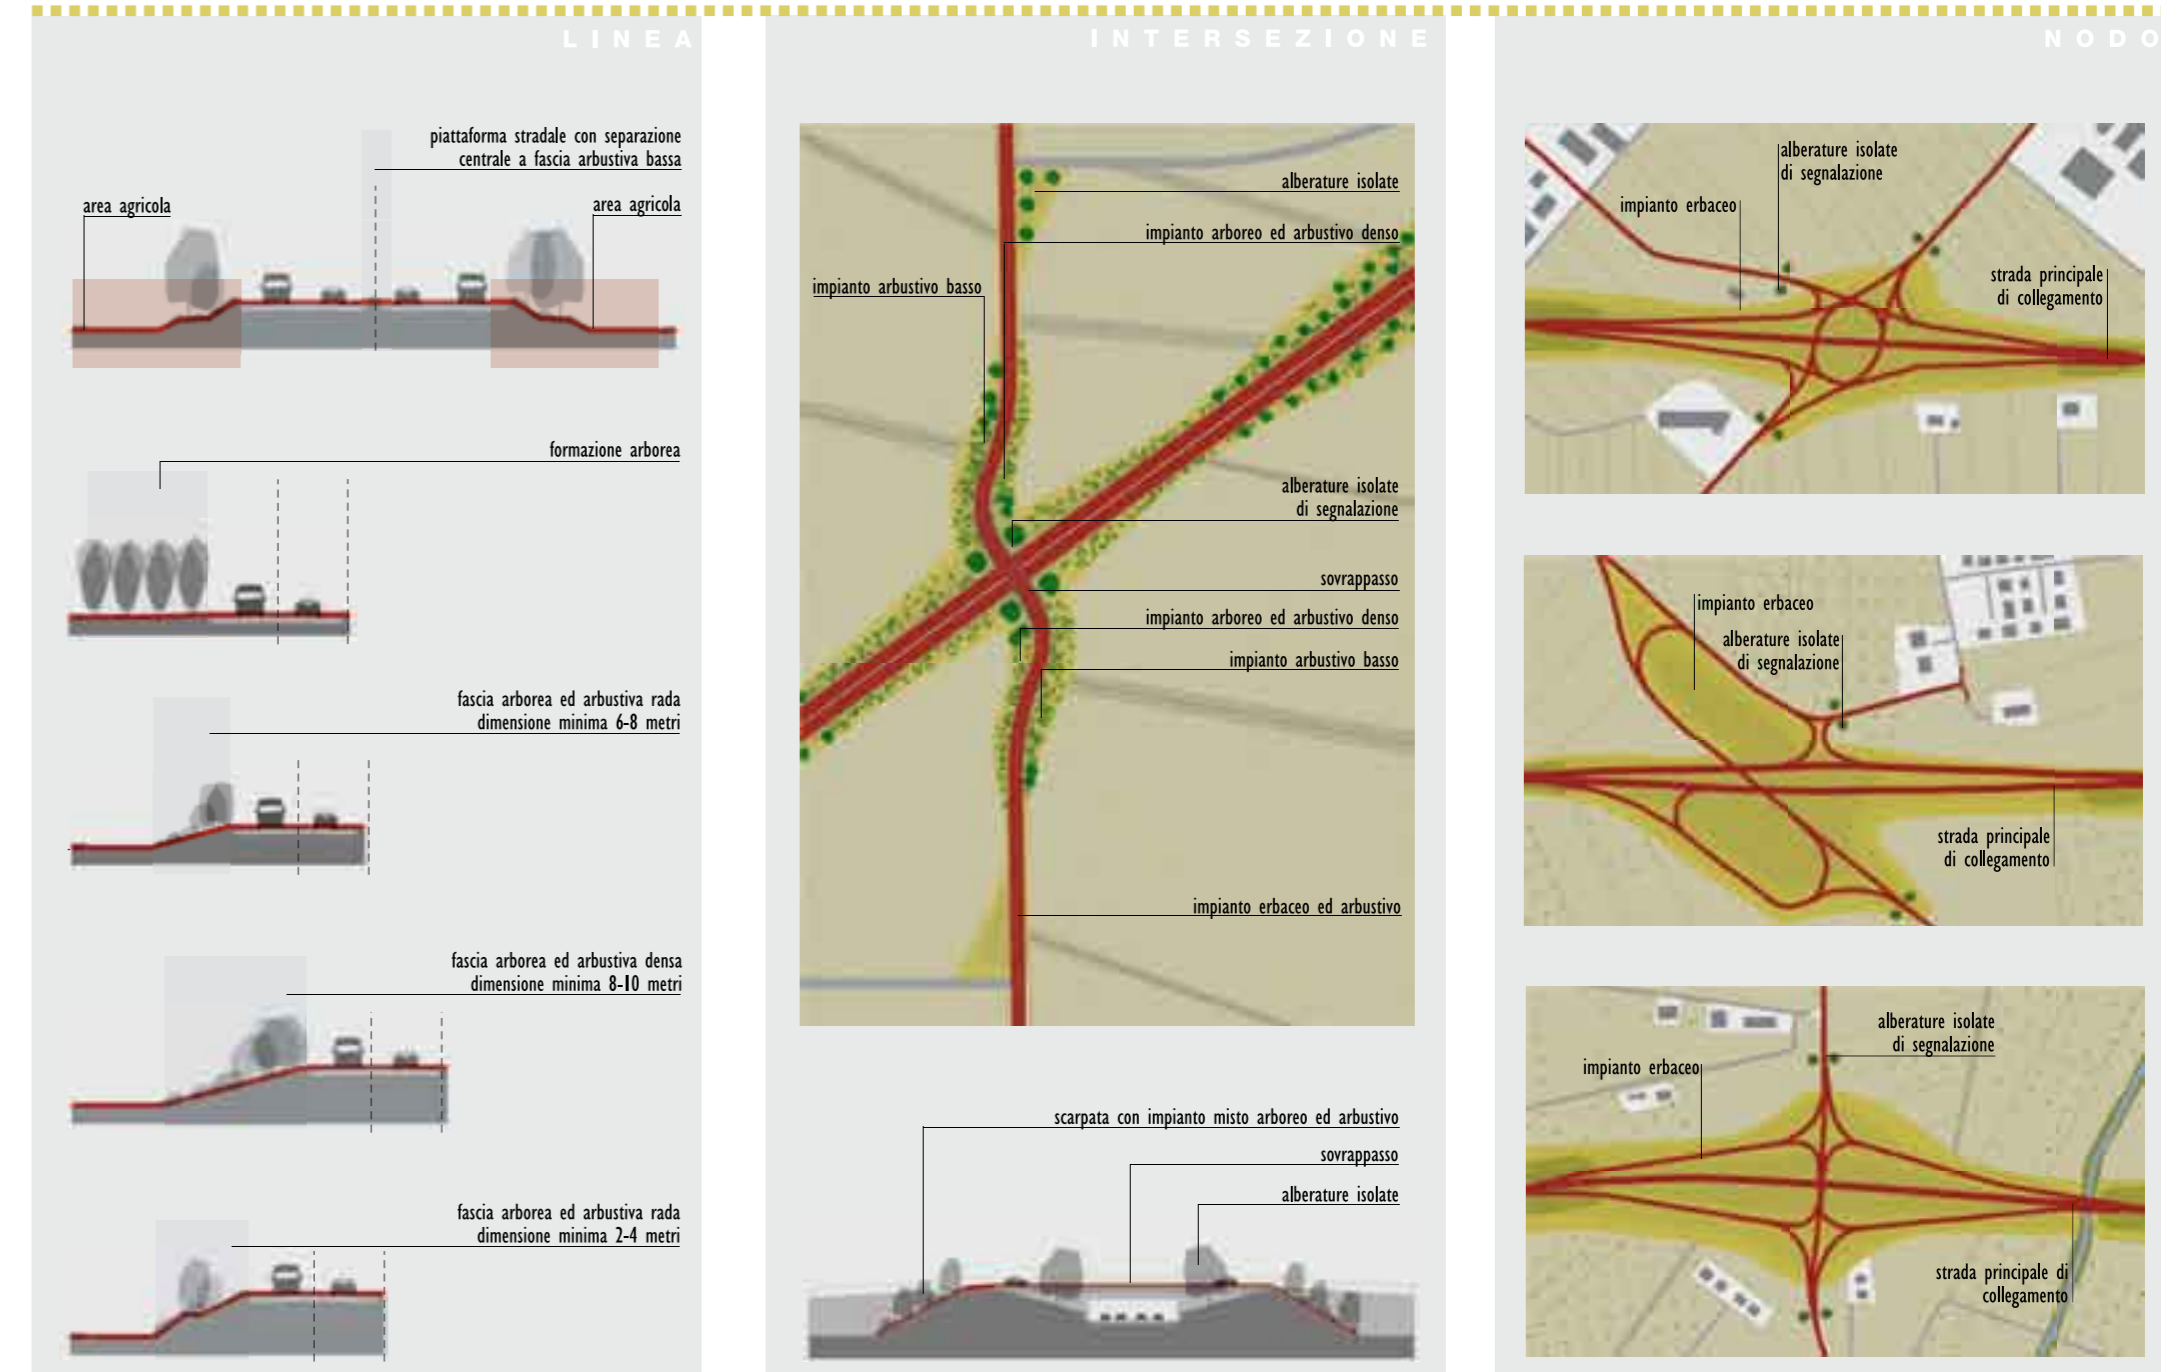 LINEA
piattaforma stradale con separazione
centrale a fascia arbustiva bassa
area agricola
area agricola
formazione arborea
fascia arborea ed arbustiva rada
dimensione minima 6-8 metri
fascia arborea ed arbustiva densa
dimensione minima 8-10 metri
fascia arborea ed arbustiva rada
dimensione minima 2-4 metri
INTERSEZIONE
alberature isolate
impianto arboreo ed arbustivo denso
impianto arbustivo basso
alberature isolate
di segnalazione
sovrappasso
impianto arboreo ed arbustivo denso
impianto arbustivo basso
impianto erbaceo ed arbustivo
scarpata con impianto misto arboreo ed arbustivo
sovrappasso
alberature isolate
NODO
alberature isolate
di segnalazione
impianto erbaceo
strada principale
di collegamento
impianto erbaceo
alberature isolate
di segnalazione
strada principale
di collegamento
alberature isolate
di segnalazione
impianto erbaceo
strada principale di
collegamento